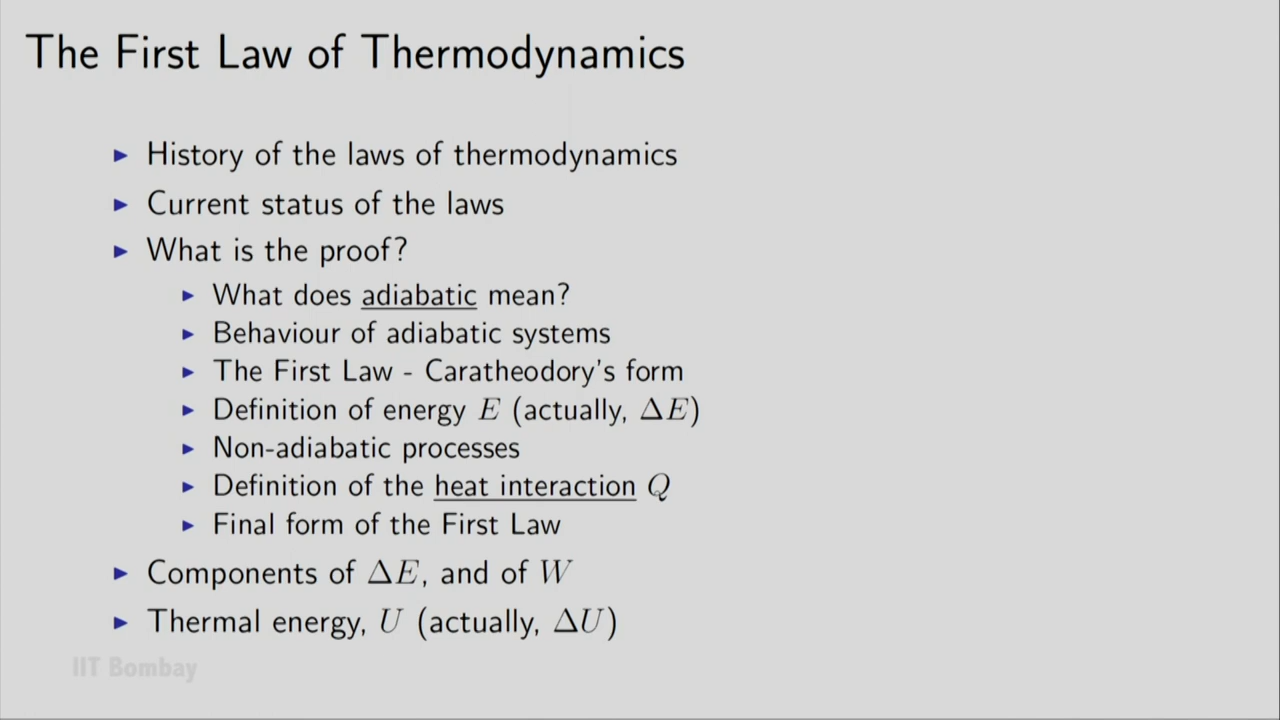 The First Law of Thermodynamics
▶ History of the laws of thermodynamics
▶ Current status of the laws
▶ What is the proof?
▶ What does adiabatic mean?
▶ Behaviour of adiabatic systems
▶ The First Law - Caratheodory's form
▶ Definition of energy E (actually, ΔE)
▶ Non-adiabatic processes
▶ Definition of the heat interaction Q
▶ Final form of the First Law
▶ Components of ΔE, and of W
▶ Thermal energy, U (actually, ΔU)
IIT Bombay